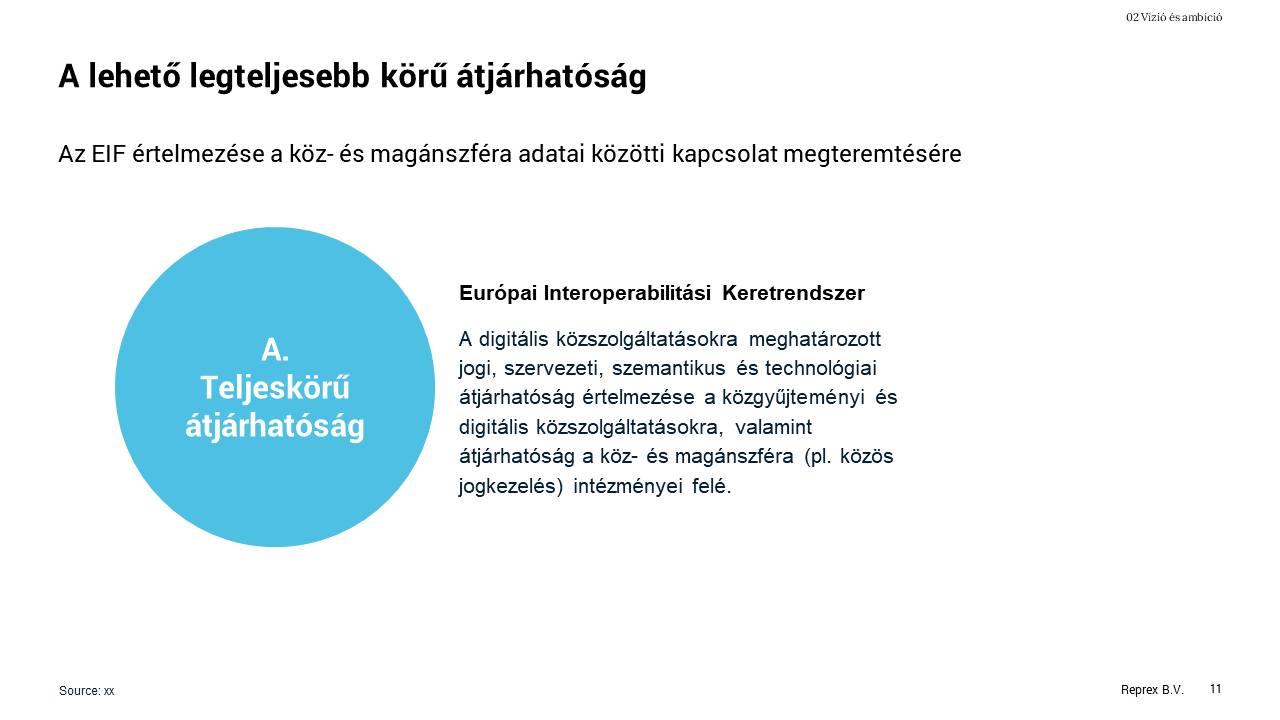 02 Vízió és ambíció
A lehető legteljesebb körű átjárhatóság
Az EIF értelmezése a köz- és magánszféra adatai közötti kapcsolat megteremtésére
A.
Teljeskörű
átjárhatóság
Európai Interoperabilitási Keretrendszer
A digitális közszolgáltatásokra meghatározott
jogi, szervezeti, szemantikus és technológiai
átjárhatóság értelmezése a közgyűjteményi és
digitális közszolgáltatásokra, valamint
átjárhatóság a köz- és magánszféra (pl. közös
jogkezelés) intézményei felé.
Source: xx
Reprex B.V.
11